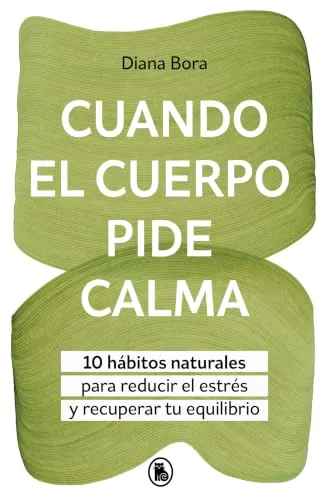 Diana Bora
CUANDO
EL CUERPO
PIDE
CALMA
10 hábitos naturales
para reducir el estrés
y recuperar tu equilibrio